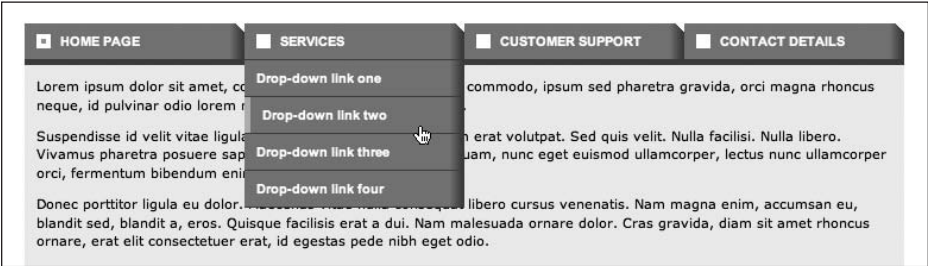 HOME PAGE SERVICES CUSTOMER SUPPORT CONTACT DETAILS
Drop-down link one
Drop-down link two
Drop-down link three
Drop-down link four
Lorem ipsum dolor sit amet, commodo, ipsum sed pharetra gravida, orci magna rhoncus
neque, id pulvinar odio lorem
Suspendisse id velit vitae erat volutpat. Sed quis velit. Nulla facilisi. Nulla libero.
Vivamus pharetra posuere nunc eget euismod ullamcorper, lectus nunc ullamcorper
orci, fermentum bibendum
Donec porttitor ligula eu dolor. libero cursus venenatis. Nam magna enim, accumsan eu,
blandit sed, blandit a, eros. Quisque facilisis erat a dui. Nam malesuada ornare dolor. Cras gravida, diam sit amet rhoncus
ornare, erat elit consectetuer erat, id egestas pede nibh eget odio.